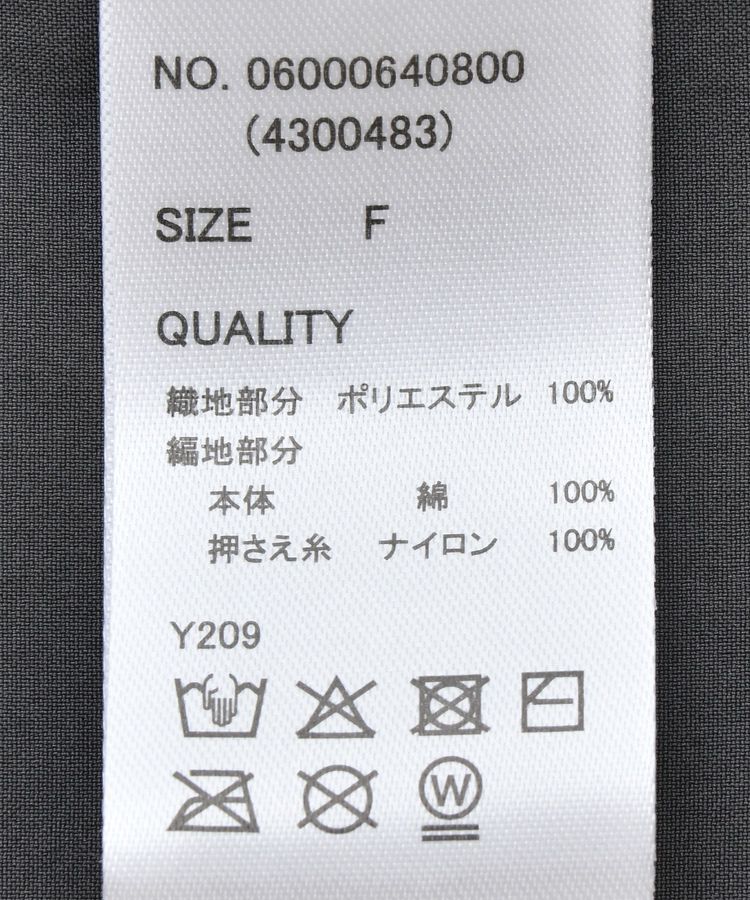 NO. 06000640800
(4300483)
SIZE F
QUALITY
織地部分 ポリエステル 100%
編地部分
本体 綿 100%
押さえ糸 ナイロン 100%
Y209
W